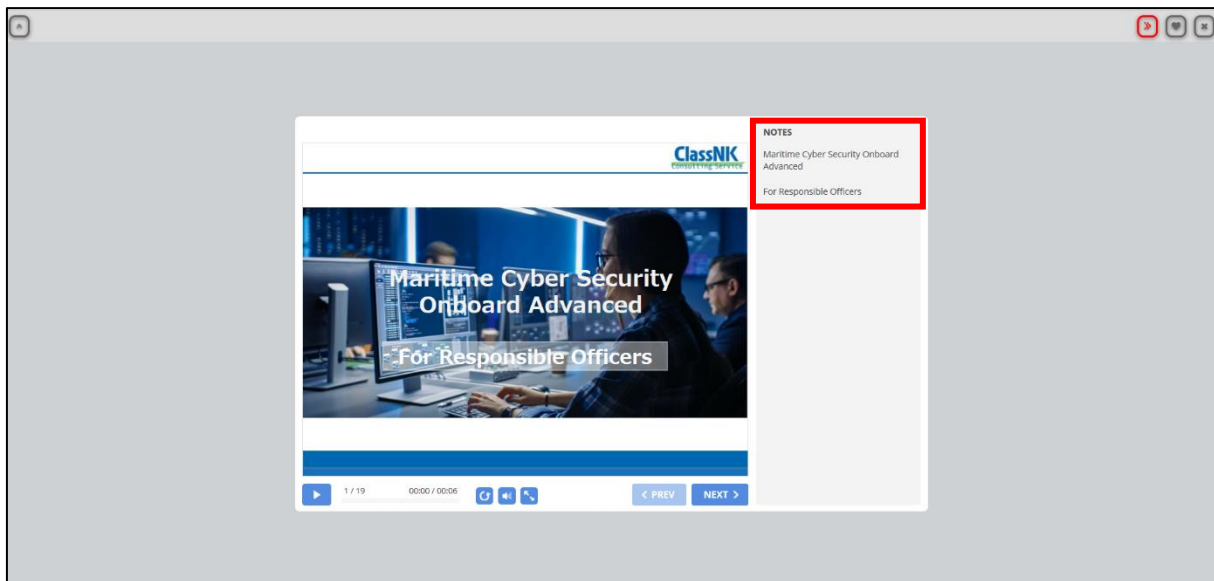 ClassNK
CONSULTING SERVICE
Maritime Cyber Security
Onboard Advanced
For Responsible Officers
NOTES
Maritime Cyber Security Onboard
Advanced
For Responsible Officers
1 / 19
00:00 / 00:06
< PREV
NEXT >